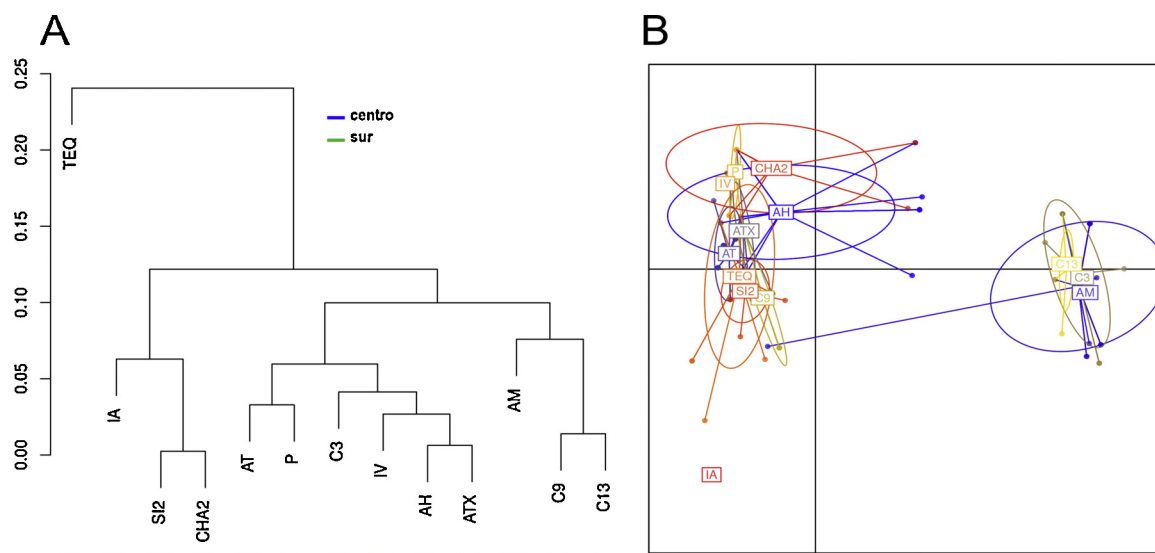 A
B
0.25
0.20
0.15
0.10
0.05
0.00
centro
sur
TEQ
IA
SI2
CHA2
AT
P
C3
IV
AH
ATX
AM
C9
C13
P
CHA2
IV
AH
ATX
AT
TEQ
SI2
C9
C13
C3
AM
IA